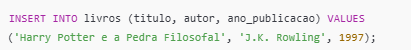 INSERT INTO livros (titulo, autor, ano_publicacao) VALUES
('Harry Potter e a Pedra Filosofal', 'J.K. Rowling', 1997);